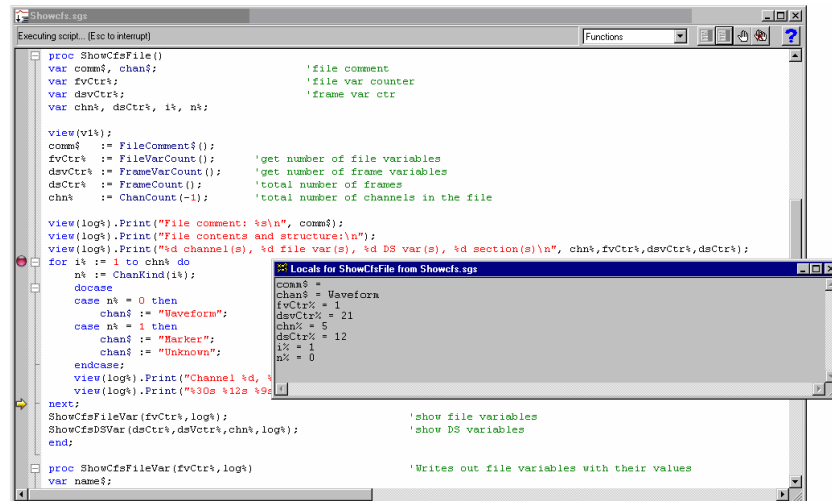 Showcfs.sgs
Executing script... (Esc to interrupt)
Functions
proc ShowCfsFile()
var comm$, chan$; 'file comment
var fvCtr%; 'file var counter
var dsvCtr%; 'frame var ctr
var chn%, dsCtr%, i%, n%;
view(v1%);
comm$ := FileComment$();
fvCtr% := FileVarCount(); 'get number of file variables
dsvCtr% := FrameVarCount(); 'get number of frame variables
dsCtr% := FrameCount(); 'total number of frames
chn% := ChanCount(-1); 'total number of channels in the file
view(log%).Print("File comment: %s\n", comm$);
view(log%).Print("File contents and structure:\n");
view(log%).Print("%d channel(s), %d file var(s), %d DS var(s), %d section(s)\n", chn%,fvCtr%,dsvCtr%,dsCtr%);
for i% := 1 to chn% do
n% := ChanKind(i%);
docase
case n% = 0 then
chan$ := "Waveform";
case n% = 1 then
chan$ := "Marker";
chan$ := "Unknown";
endcase;
view(log%).Print("Channel %d, %
view(log%).Print("%30s %12s %9s
next;
ShowCfsFileVar(fvCtr%,log%); 'show file variables
ShowCfsDSVar(dsCtr%,dsVctr%,chn%,log%); 'show DS variables
end;
proc ShowCfsFileVar(fvCtr%,log%) 'Writes out file variables with their values
var name$;
Locals for ShowCfsFile from Showcfs.sgs
comm$ =
chan$ = Waveform
fvCtr% = 1
dsvCtr% = 21
chn% = 5
dsCtr% = 12
i% = 1
n% = 0